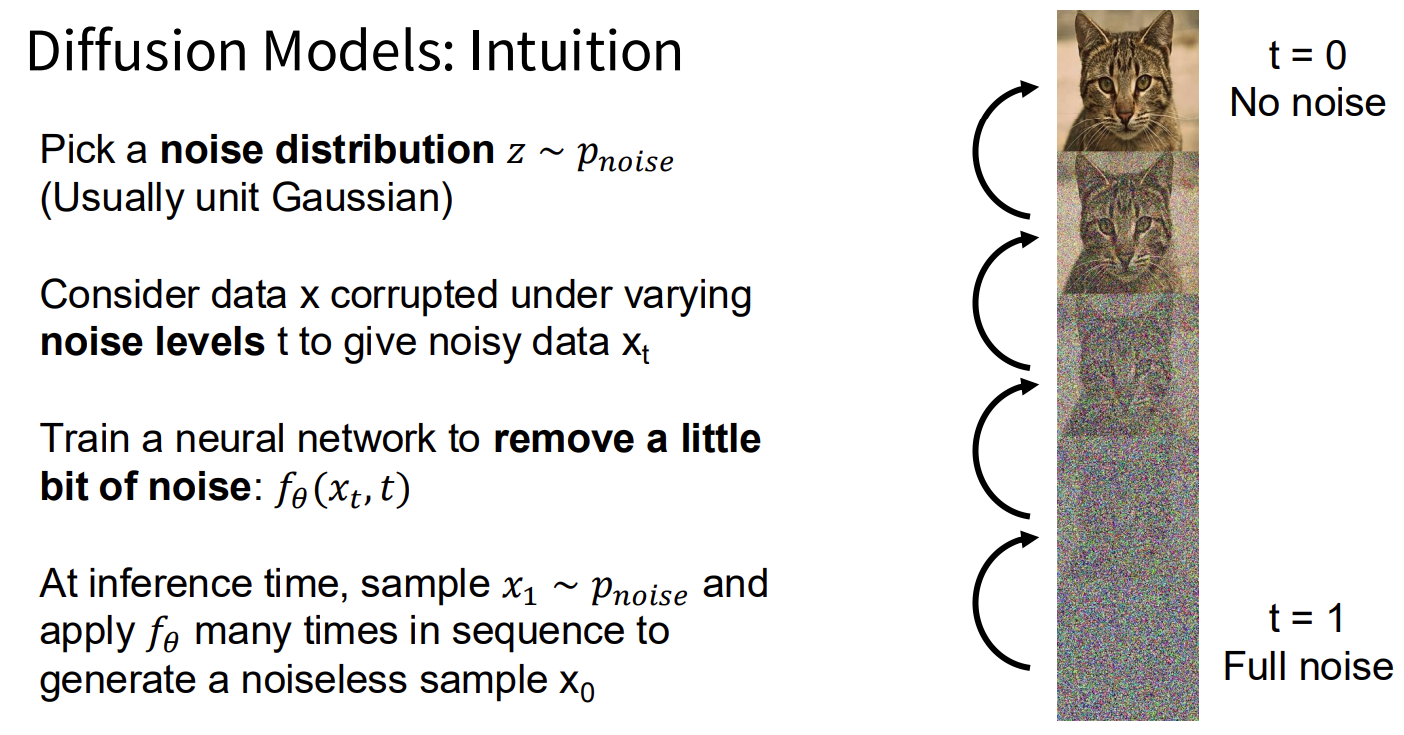 Diffusion Models: Intuition
Pick a noise distribution z ~ p_noise
(Usually unit Gaussian)
Consider data x corrupted under varying
noise levels t to give noisy data x_t
Train a neural network to remove a little
bit of noise: f_θ(x_t, t)
At inference time, sample x_1 ~ p_noise and
apply f_θ many times in sequence to
generate a noiseless sample x_0
t = 0
No noise
t = 1
Full noise